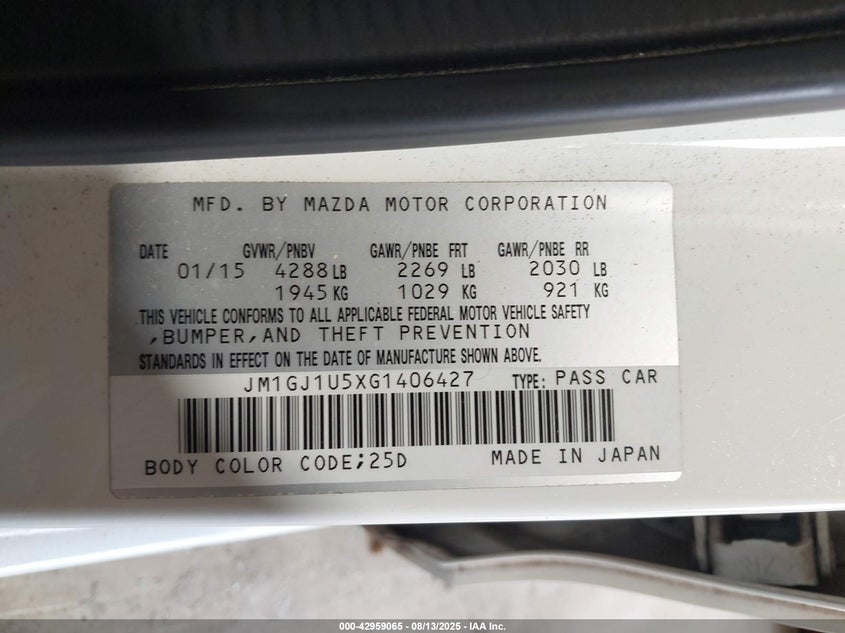 MFD. BY MAZDA MOTOR CORPORATION
DATE GVWR/PNBV GAWR/PNBE FRT GAWR/PNBE RR
01/15 4288 LB 2269 LB 2030 LB
1945 KG 1029 KG 921 KG
THIS VEHICLE CONFORMS TO ALL APPLICABLE FEDERAL MOTOR VEHICLE SAFETY
,BUMPER,AND THEFT PREVENTION
STANDARDS IN EFFECT ON THE DATE OF MANUFACTURE SHOWN ABOVE.
JM1GJ1U5XG1406427 TYPE: PASS CAR
BODY COLOR CODE;25D MADE IN JAPAN
000-42959065 - 08/13/2025 - IAA Inc.